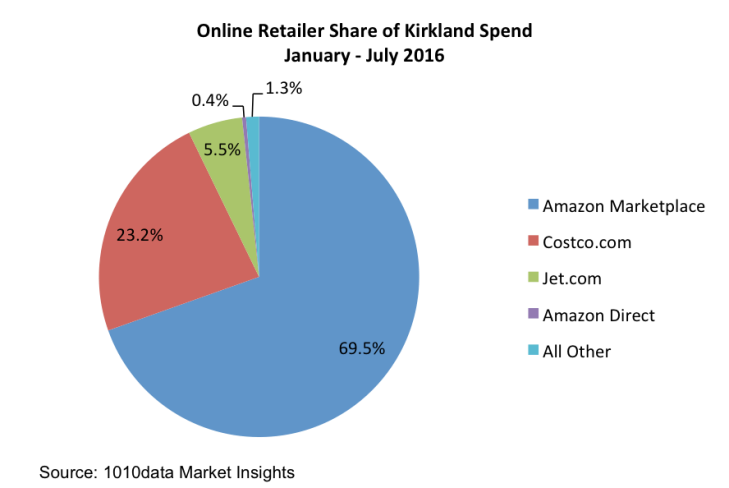 Online Retailer Share of Kirkland Spend
January - July 2016
0.4%
1.3%
5.5%
23.2%
69.5%
Amazon Marketplace
Costco.com
Jet.com
Amazon Direct
All Other
Source: 1010data Market Insights